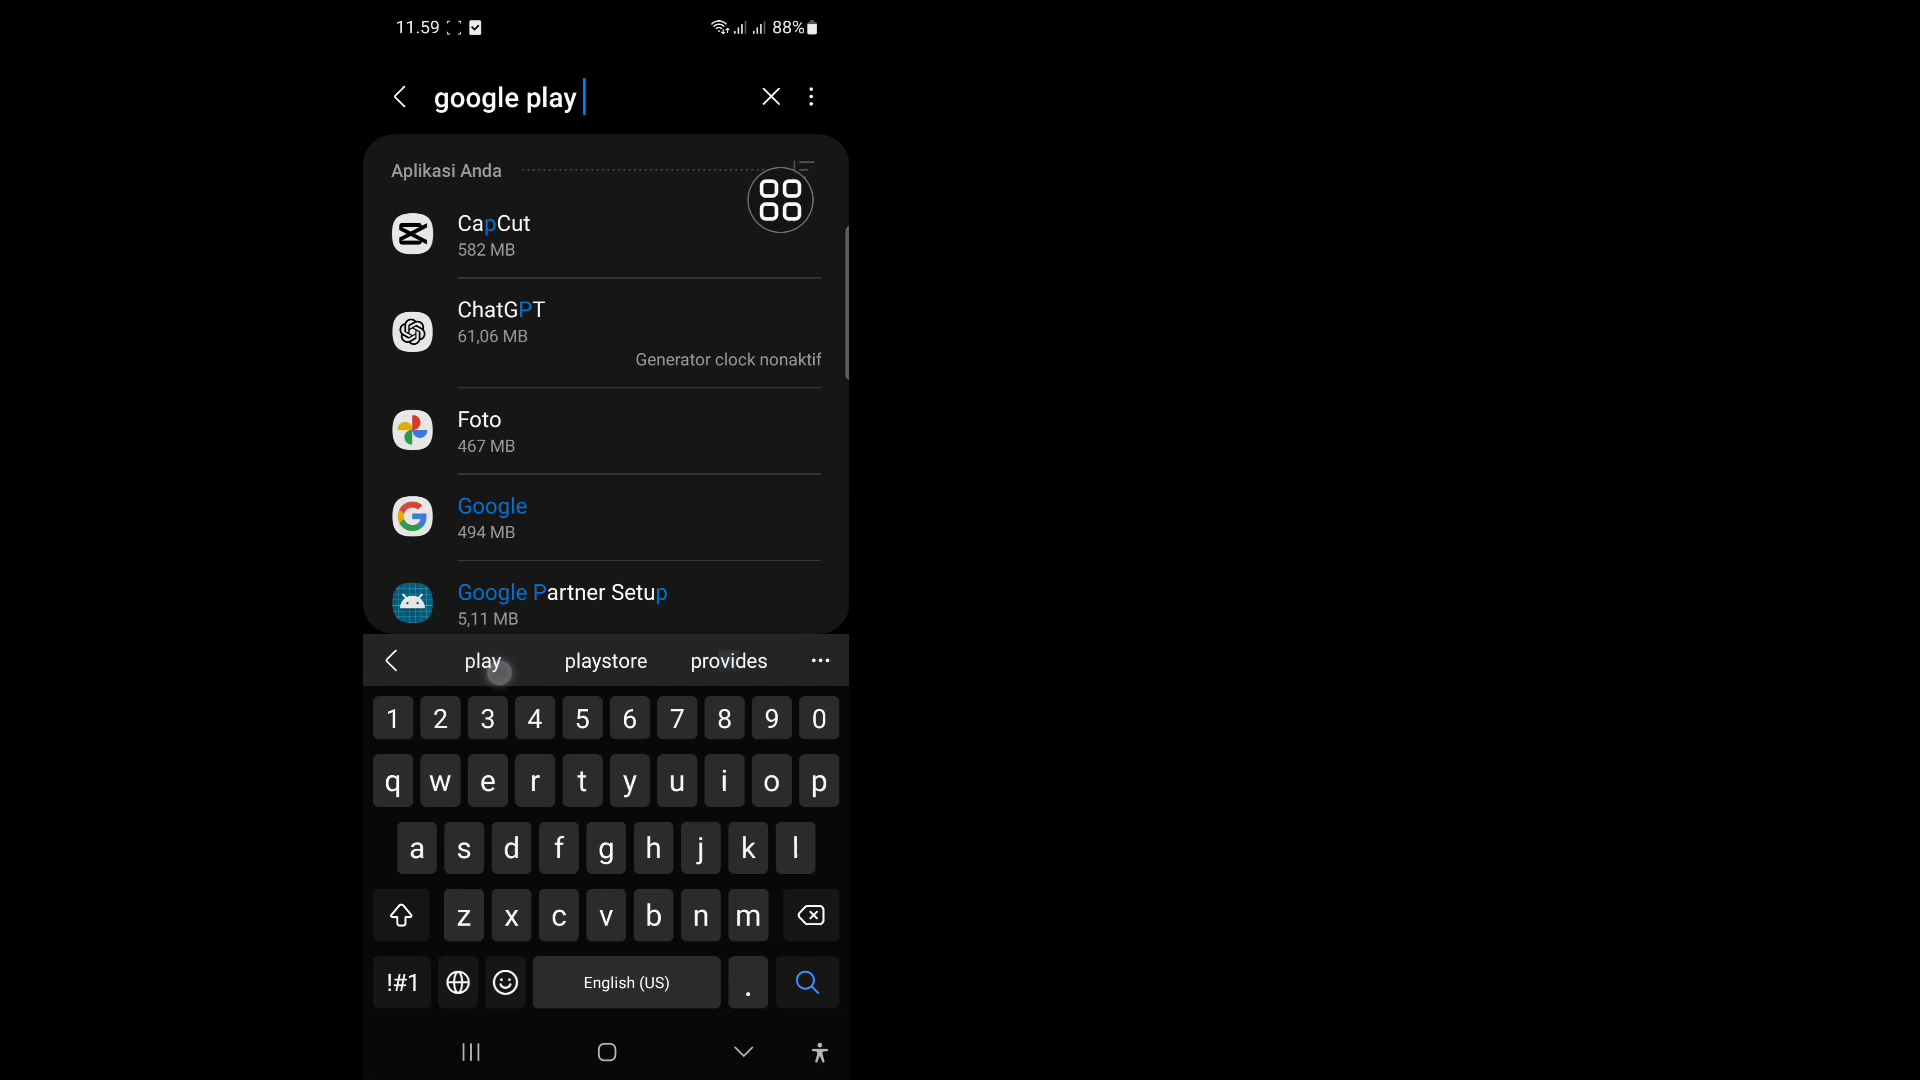 11.59
88%
google play
Aplikasi Anda
CapCut
582 MB
ChatGPT
61,06 MB
Generator clock nonaktif
Foto
467 MB
Google
494 MB
Google Partner Setup
5,11 MB
play playstore provides
1 2 3 4 5 6 7 8 9 0
q w e r t y u i o p
a s d f g h j k l
z x c v b n m
!#1 English (US) .